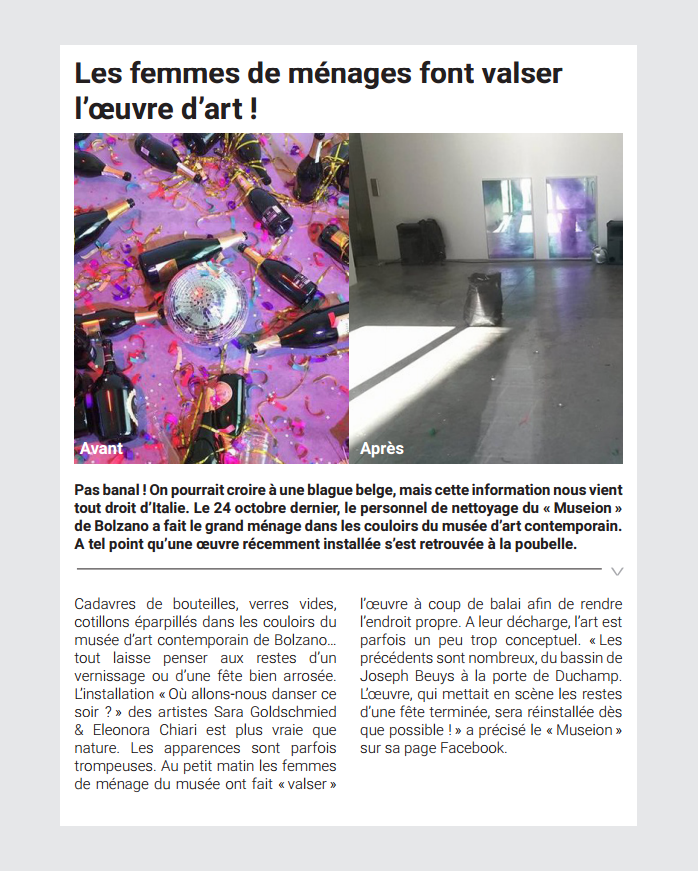 Les femmes de ménages font valser
l’œuvre d’art !
Avant
Après
Pas banal ! On pourrait croire à une blague belge, mais cette information nous vient
tout droit d’Italie. Le 24 octobre dernier, le personnel de nettoyage du « Museion »
de Bolzano a fait le grand ménage dans les couloirs du musée d’art contemporain.
A tel point qu’une œuvre récemment installée s’est retrouvée à la poubelle.
Cadavres de bouteilles, verres vides,
cotillons éparpillés dans les couloirs du
musée d’art contemporain de Bolzano...
tout laisse penser aux restes d’un
vernissage ou d’une fête bien arrosée.
L’installation « Où allons-nous danser ce
soir ? » des artistes Sara Goldschmied
& Eleonora Chiari est plus vraie que
nature. Les apparences sont parfois
trompeuses. Au petit matin les femmes
de ménage du musée ont fait « valser »
l’œuvre à coup de balai afin de rendre
l’endroit propre. A leur décharge, l’art est
parfois un peu trop conceptuel. « Les
précédents sont nombreux, du bassin de
Joseph Beuys à la porte de Duchamp.
L’œuvre, qui mettait en scène les restes
d’une fête terminée, sera réinstallée dès
que possible ! » a précisé le « Museion »
sur sa page Facebook.